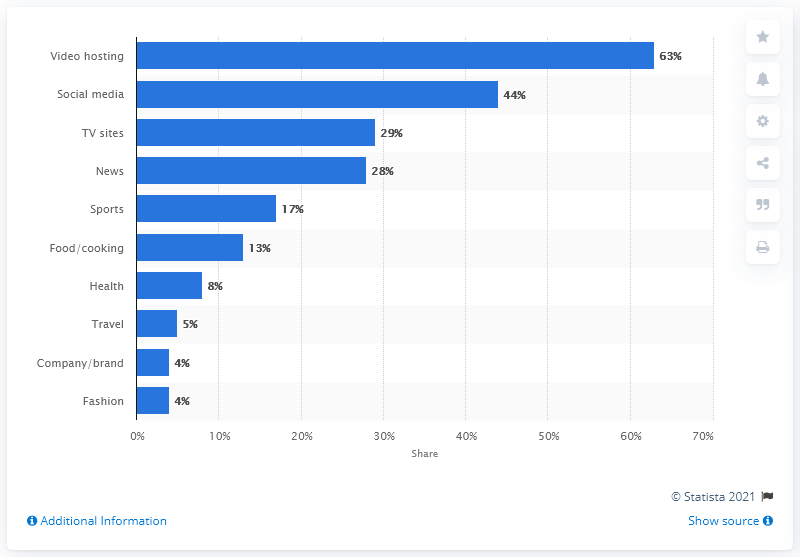 Video hosting 63%
Social media 44%
TV sites 29%
News 28%
Sports 17%
Food/cooking 13%
Health 8%
Travel 5%
Company/brand 4%
Fashion 4%
0% 10% 20% 30% 40% 50% 60% 70%
Share
© Statista 2021
Additional Information
Show source